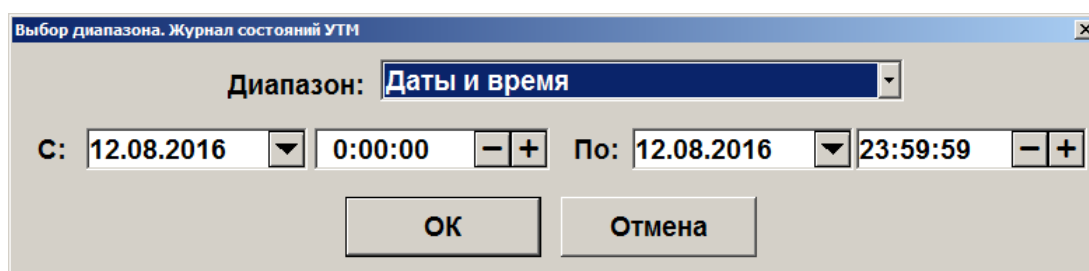 Выбор диапазона. Журнал состояний УТМ
Диапазон: Даты и время
С: 12.08.2016 0:00:00 По: 12.08.2016 23:59:59
ОК Отмена